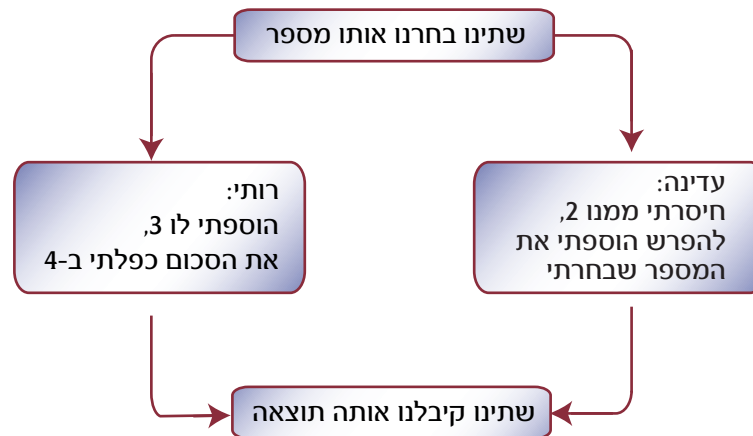 שתינו בחרנו אותו מספר
עדינה:
חיסרתי ממנו 2,
להפרש הוספתי את
המספר שבחרתי
רותי:
הוספתי לו 3,
את הסכום כפלתי ב-4
שתינו קיבלנו אותה תוצאה